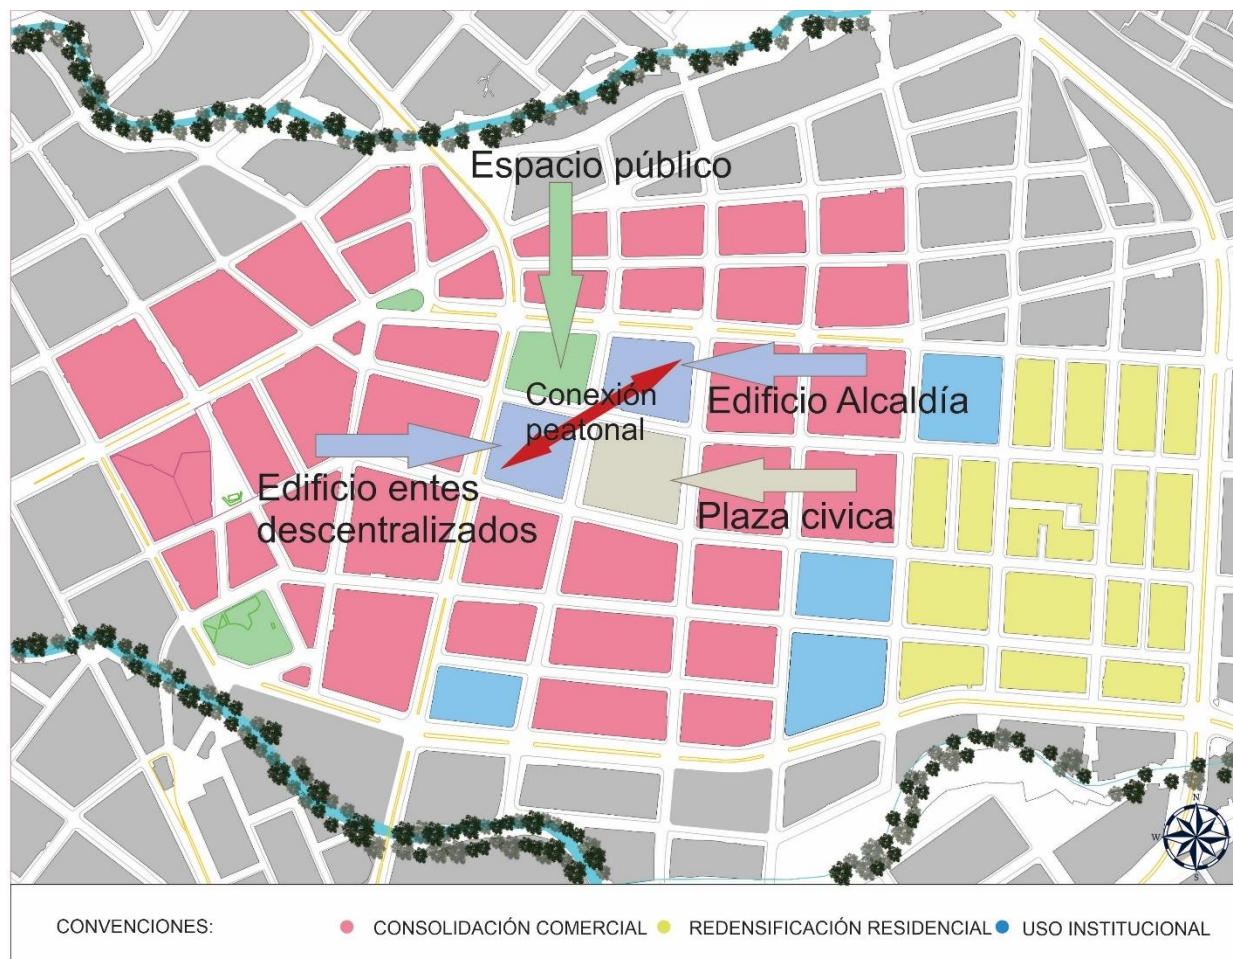 Espacio público
Conexión
peatonal
Edificio Alcaldía
Edificio entes
descentralizados
Plaza civica
N
W
S
CONVENCIONES:
CONSOLIDACIÓN COMERCIAL
REDENSIFICACIÓN RESIDENCIAL
USO INSTITUCIONAL